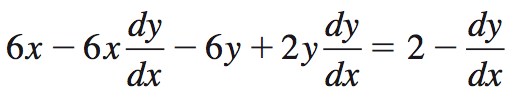 6x − 6x dy/dx − 6y + 2y dy/dx = 2 − dy/dx